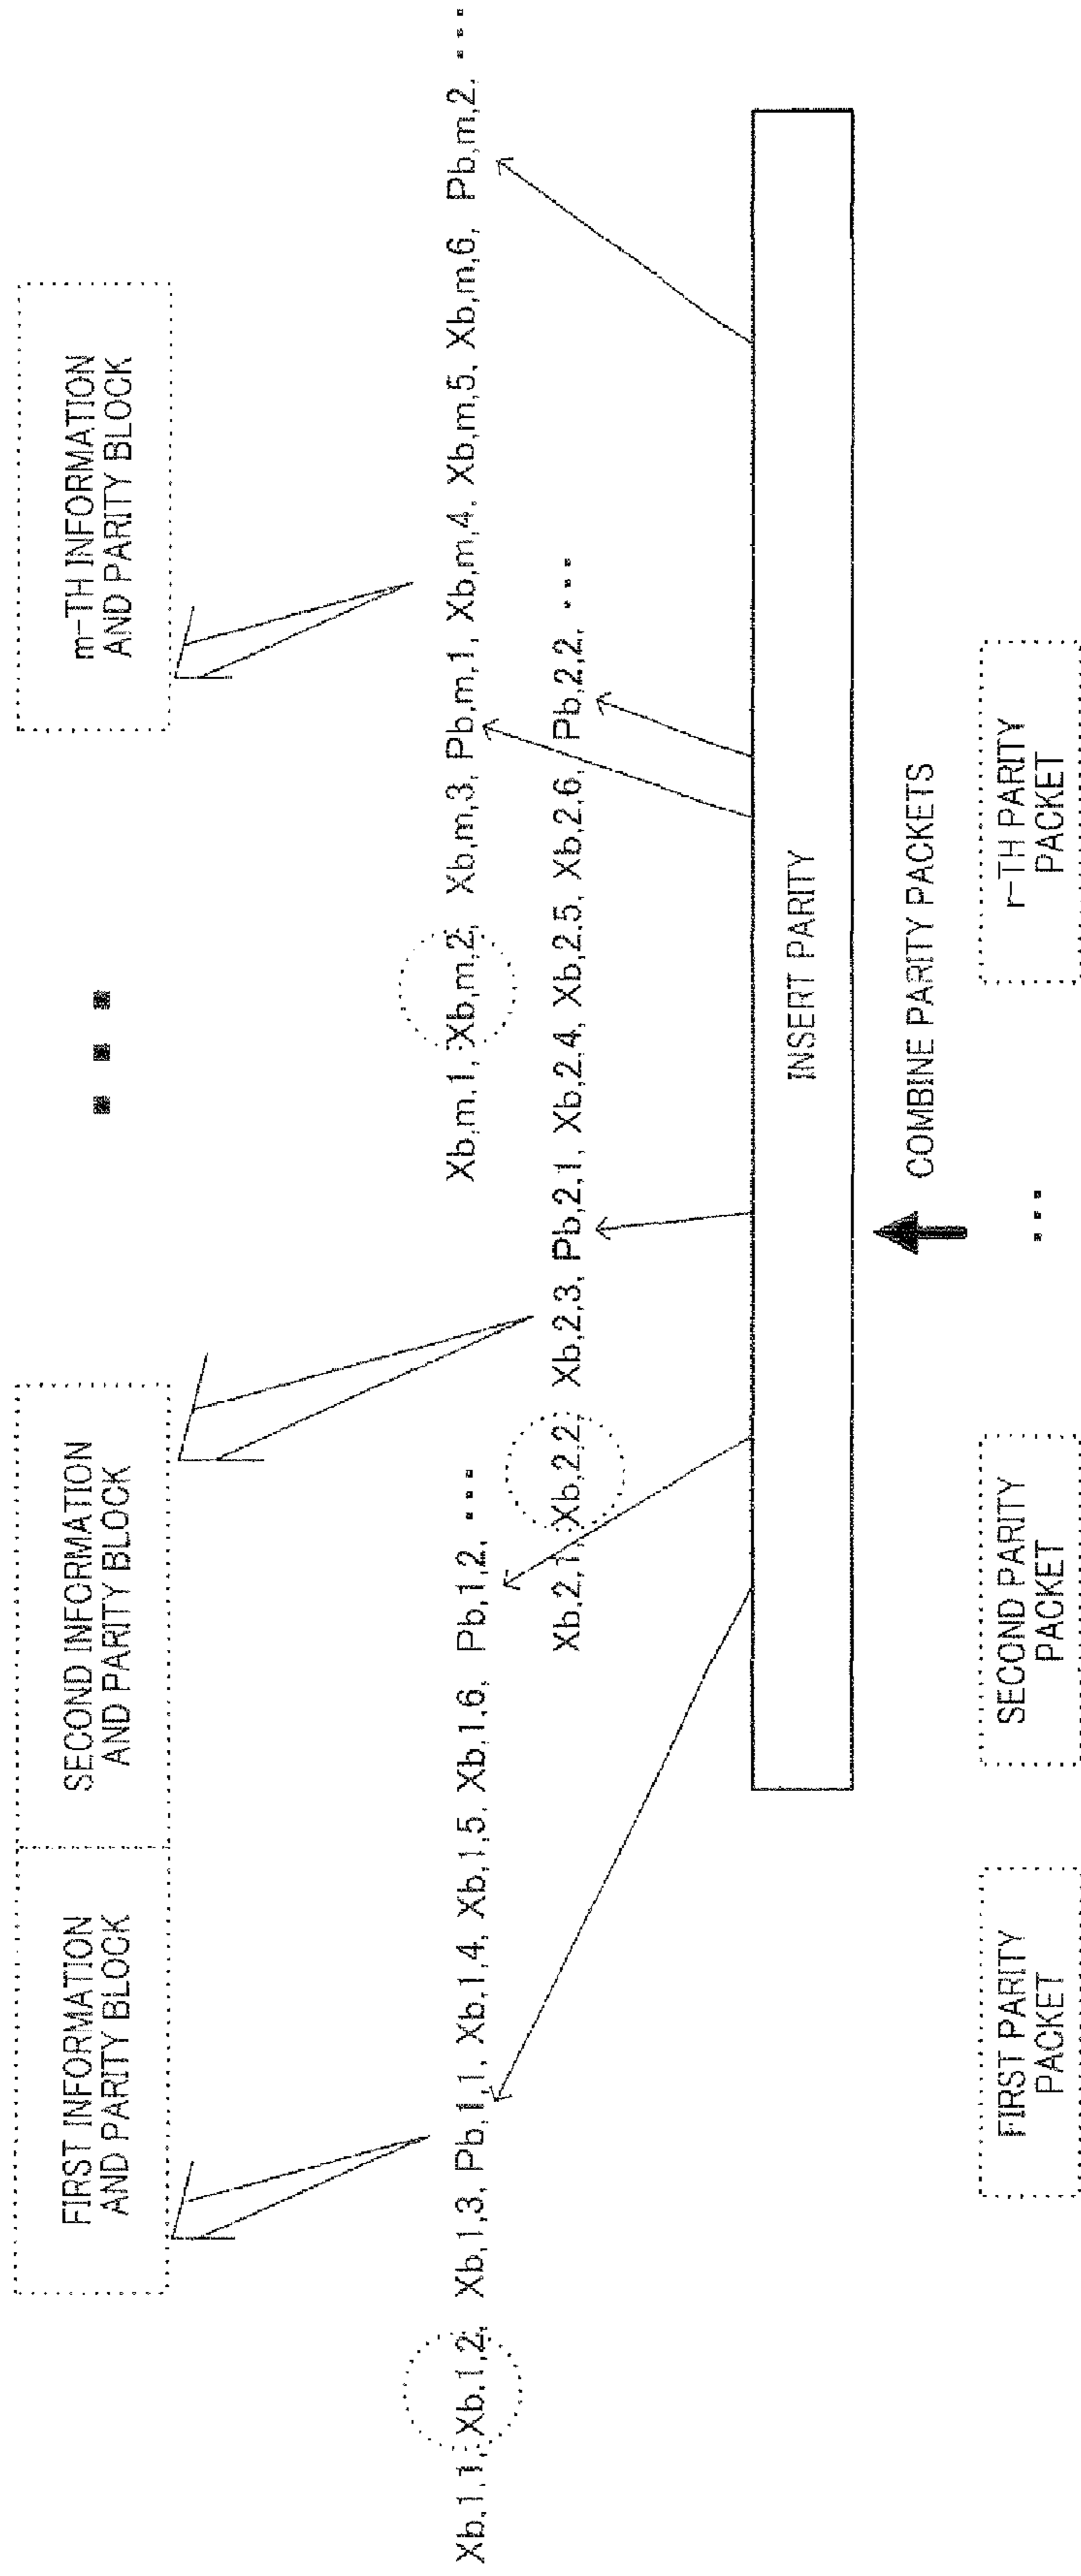 FIRST INFORMATION
AND PARITY BLOCK
SECOND INFORMATION
AND PARITY BLOCK
■ ■ ■
m-TH INFORMATION
AND PARITY BLOCK
Xb,1,1, Xb,1,2, Xb,1,3, Pb,1,1, Xb,1,4, Xb,1,5, Xb,1,6, Pb,1,2, ...
Xb,m,1, Xb,m,2, Xb,m,3, Pb,m,1, Xb,m,4, Xb,m,5, Xb,m,6, Pb,m,2, ...
Xb,2,1, Xb,2,2, Xb,2,3, Pb,2,1, Xb,2,4, Xb,2,5, Xb,2,6, Pb,2,2, ...
INSERT PARITY
COMBINE PARITY PACKETS
FIRST PARITY
PACKET
SECOND PARITY
PACKET
...
r-TH PARITY
PACKET